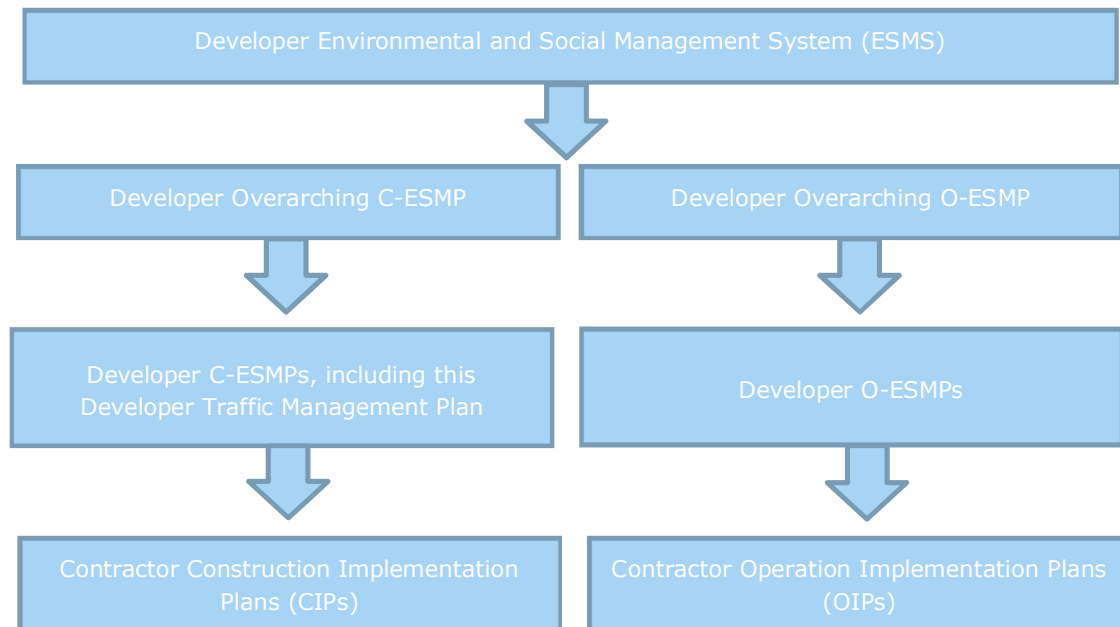 Developer Environmental and Social Management System (ESMS)
Developer Overarching C-ESMP
Developer Overarching O-ESMP
Developer C-ESMPs, including this
Developer Traffic Management Plan
Developer O-ESMPs
Contractor Construction Implementation
Plans (CIPs)
Contractor Operation Implementation Plans
(OIPs)